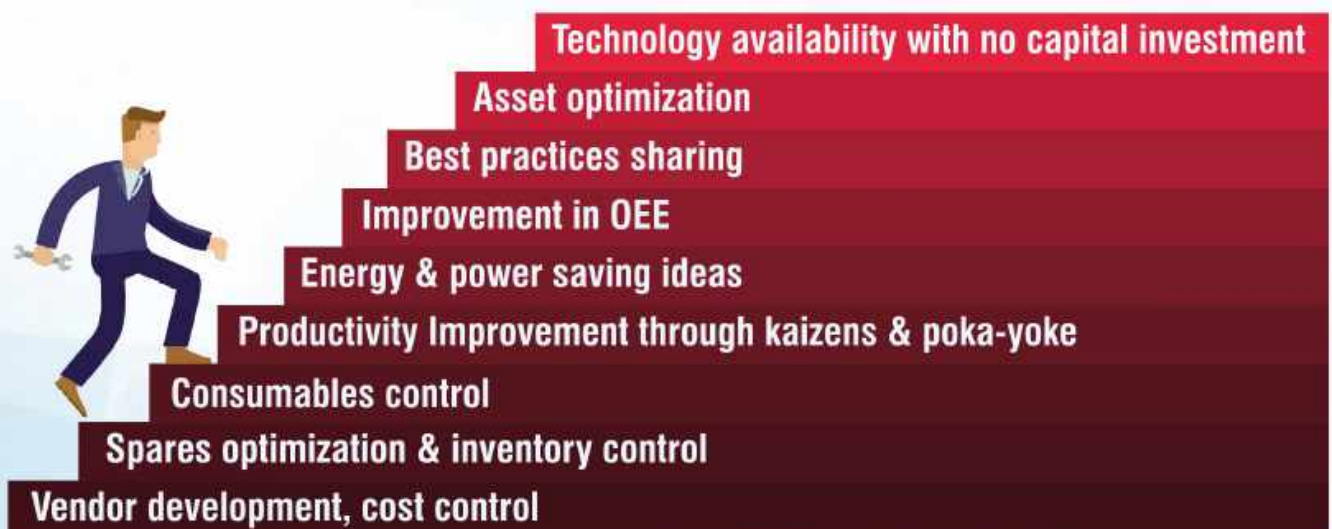 Technology availability with no capital investment
Asset optimization
Best practices sharing
Improvement in OEE
Energy & power saving ideas
Productivity Improvement through kaizens & poka-yoke
Consumables control
Spares optimization & inventory control
Vendor development, cost control